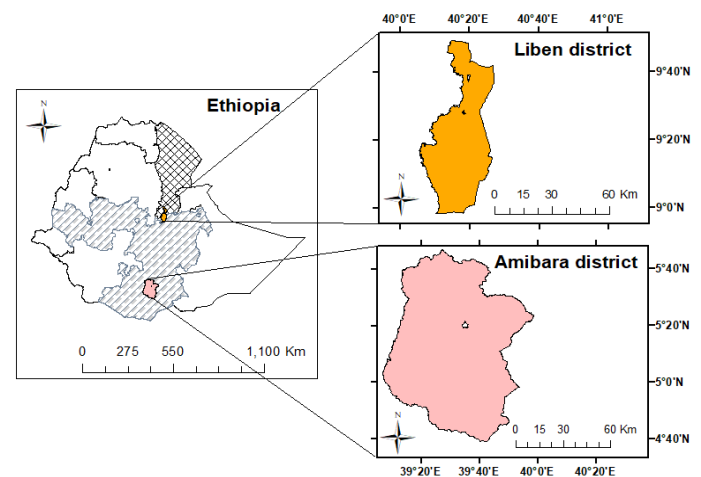 40°0'E 40°20'E 40°40'E 41°0'E
Liben district
9°40'N
9°20'N
9°0'N
N
0 15 30 60 Km
Ethiopia
N
0 275 550 1,100 Km
Amibara district
5°40'N
5°20'N
5°0'N
4°40'N
N
0 15 30 60 Km
39°20'E 39°40'E 40°0'E 40°20'E